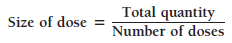 Size of dose = Total quantity
Number of doses